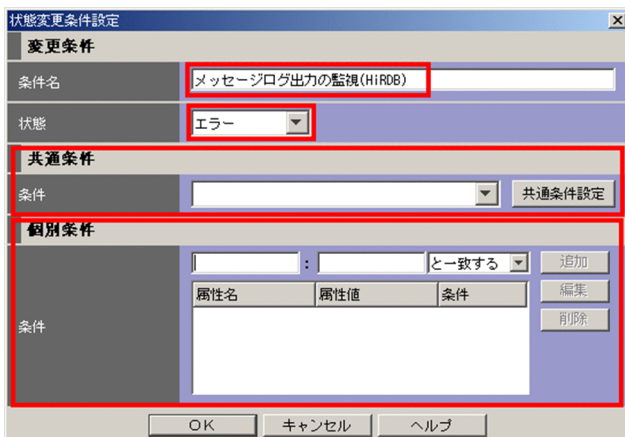 状態変更条件設定
変更条件
条件名 メッセージログ出力の監視(HiRDB)
状態 エラー
共通条件
条件 共通条件設定
個別条件
: と一致する 追加
属性名 属性値 条件 編集
削除
条件
OK キャンセル ヘルプ